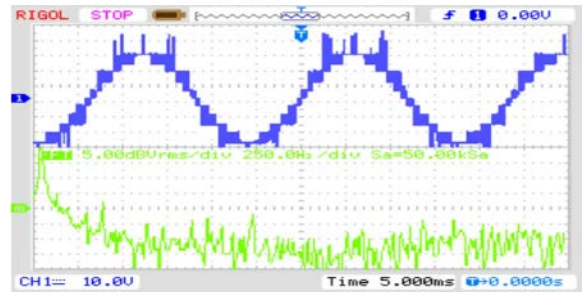 RIGOL STOP T f 1 0.00V
T
1
FFT 5.00dBVrms/div 250.0Hz/div Sa=50.00kSa
CH1 10.0V Time 5.000ms T→0.0000s